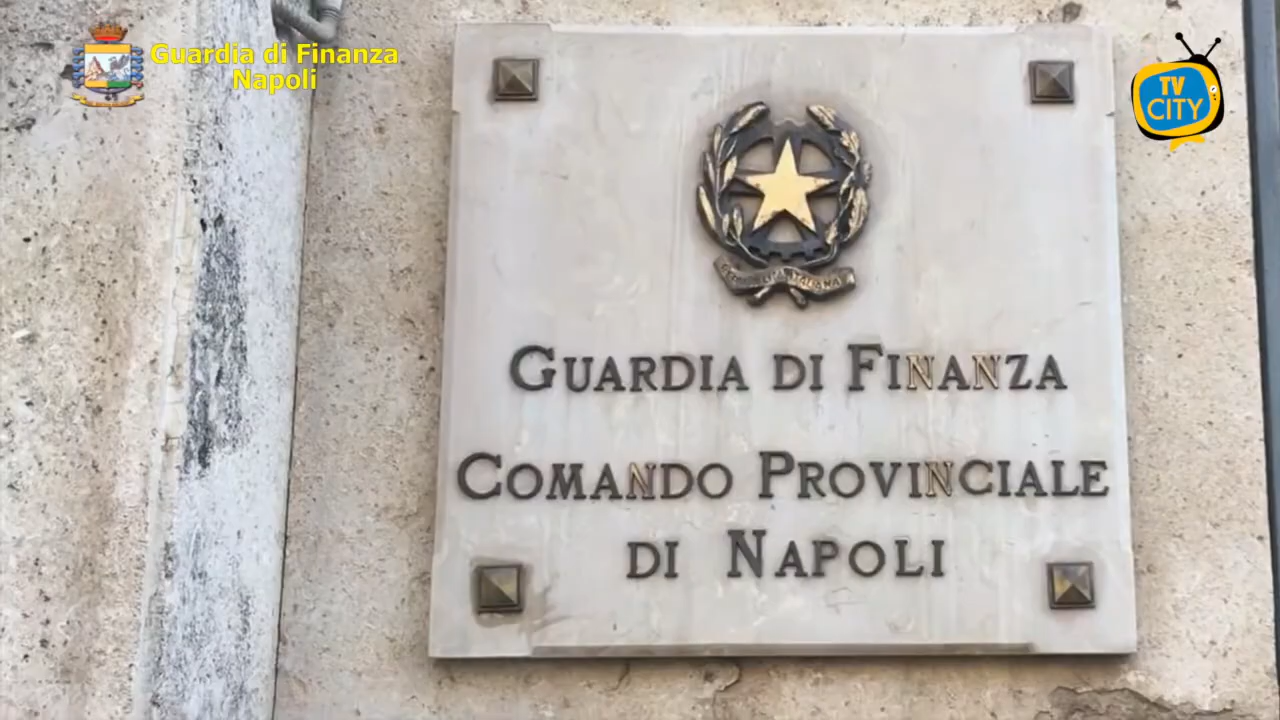 Guardia di Finanza
Napoli
TV
CITY
GUARDIA DI FINANZA
COMANDO PROVINCIALE
DI NAPOLI